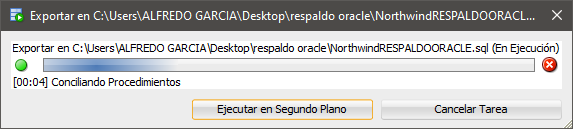 Exportar en C:\Users\ALFREDO GARCIA\Desktop\respaldo oracle\NorthwindRESPALDOORACLE...
Exportar en C:\Users\ALFREDO GARCIA\Desktop\respaldo oracle\NorthwindRESPALDOORACLE.sql (En Ejecución)
[00:04] Conciliando Procedimientos
Ejecutar en Segundo Plano
Cancelar Tarea